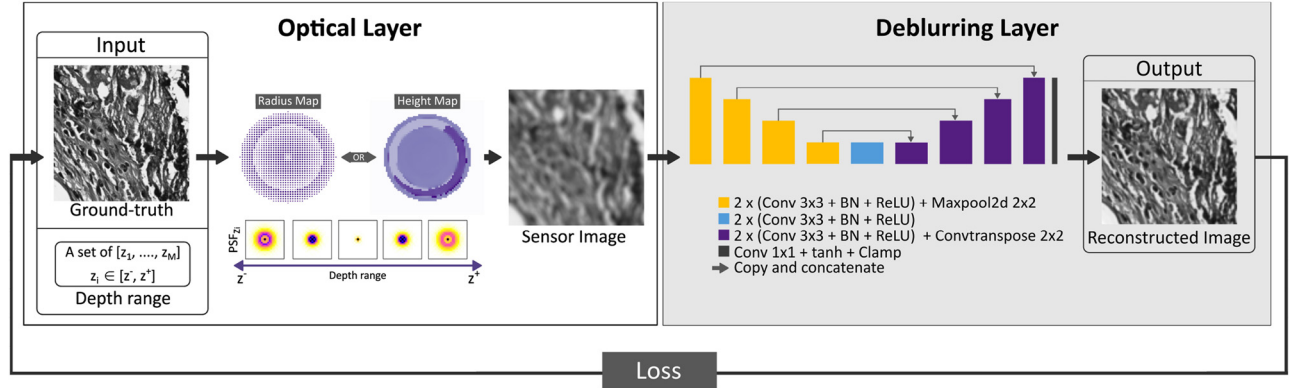 Optical Layer
Input
Ground-truth
A set of [z1, ...., zM]
zi ∈ [z-, z+]
Depth range
Radius Map
OR
Height Map
PSFzi
z-
Depth range
z+
Sensor Image
Deblurring Layer
2 x (Conv 3x3 + BN + ReLU) + Maxpool2d 2x2
2 x (Conv 3x3 + BN + ReLU)
2 x (Conv 3x3 + BN + ReLU) + Convtranspose 2x2
Conv 1x1 + tanh + Clamp
Copy and concatenate
Output
Reconstructed Image
Loss